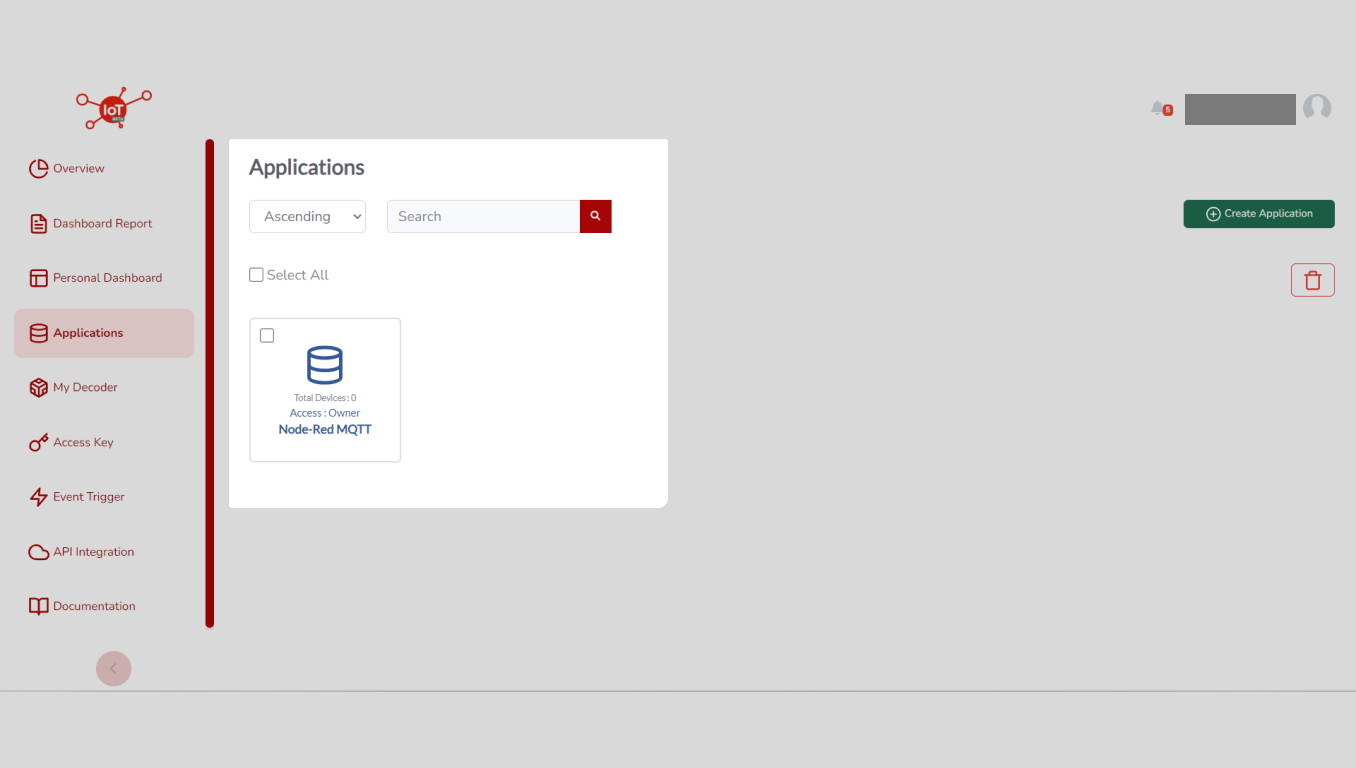 IoT
BETA
5
Overview
Dashboard Report
Personal Dashboard
Applications
My Decoder
Access Key
Event Trigger
API Integration
Documentation
Applications
Ascending
Search
Create Application
Select All
Total Devices : 0
Access : Owner
Node-Red MQTT